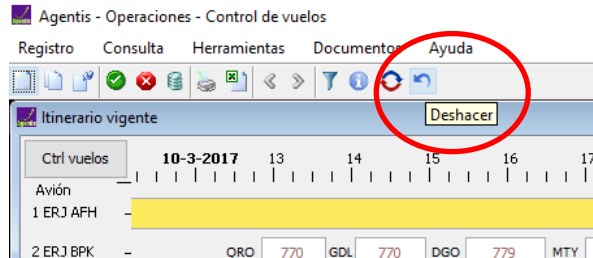 Agentis - Operaciones - Control de vuelos
Registro Consulta Herramientas Documentos Ayuda
Deshacer
Itinerario vigente
Ctrl vuelos 10-3-2017 13 14 15 16 17
Avión
1 ERJ AFH
2 ERJ BPK QRO 770 GDL 770 DGO 779 MTY